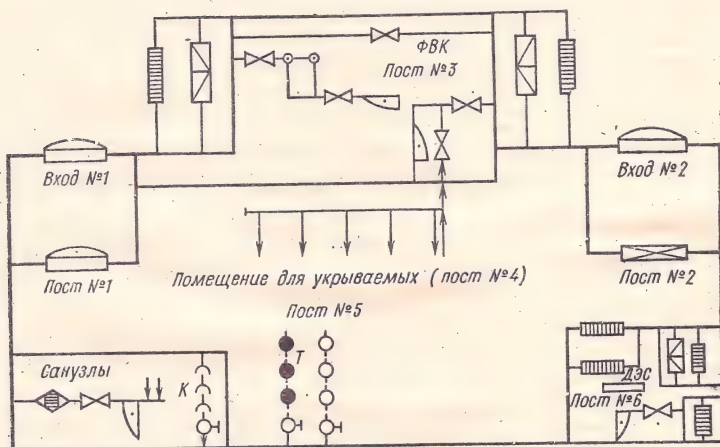 ФВК
Пост №3
Вход №1
Вход №2
Пост №1
Пост №2
Помещение для укрываемых (пост №4)
Пост №5
Санузлы
К
Т
ДЭС
Пост №6